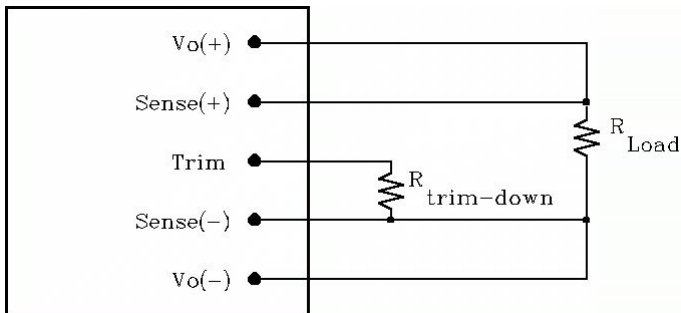 Vo(+)
Sense(+)
R
Load
Trim
R
trim-down
Sense(-)
Vo(-)